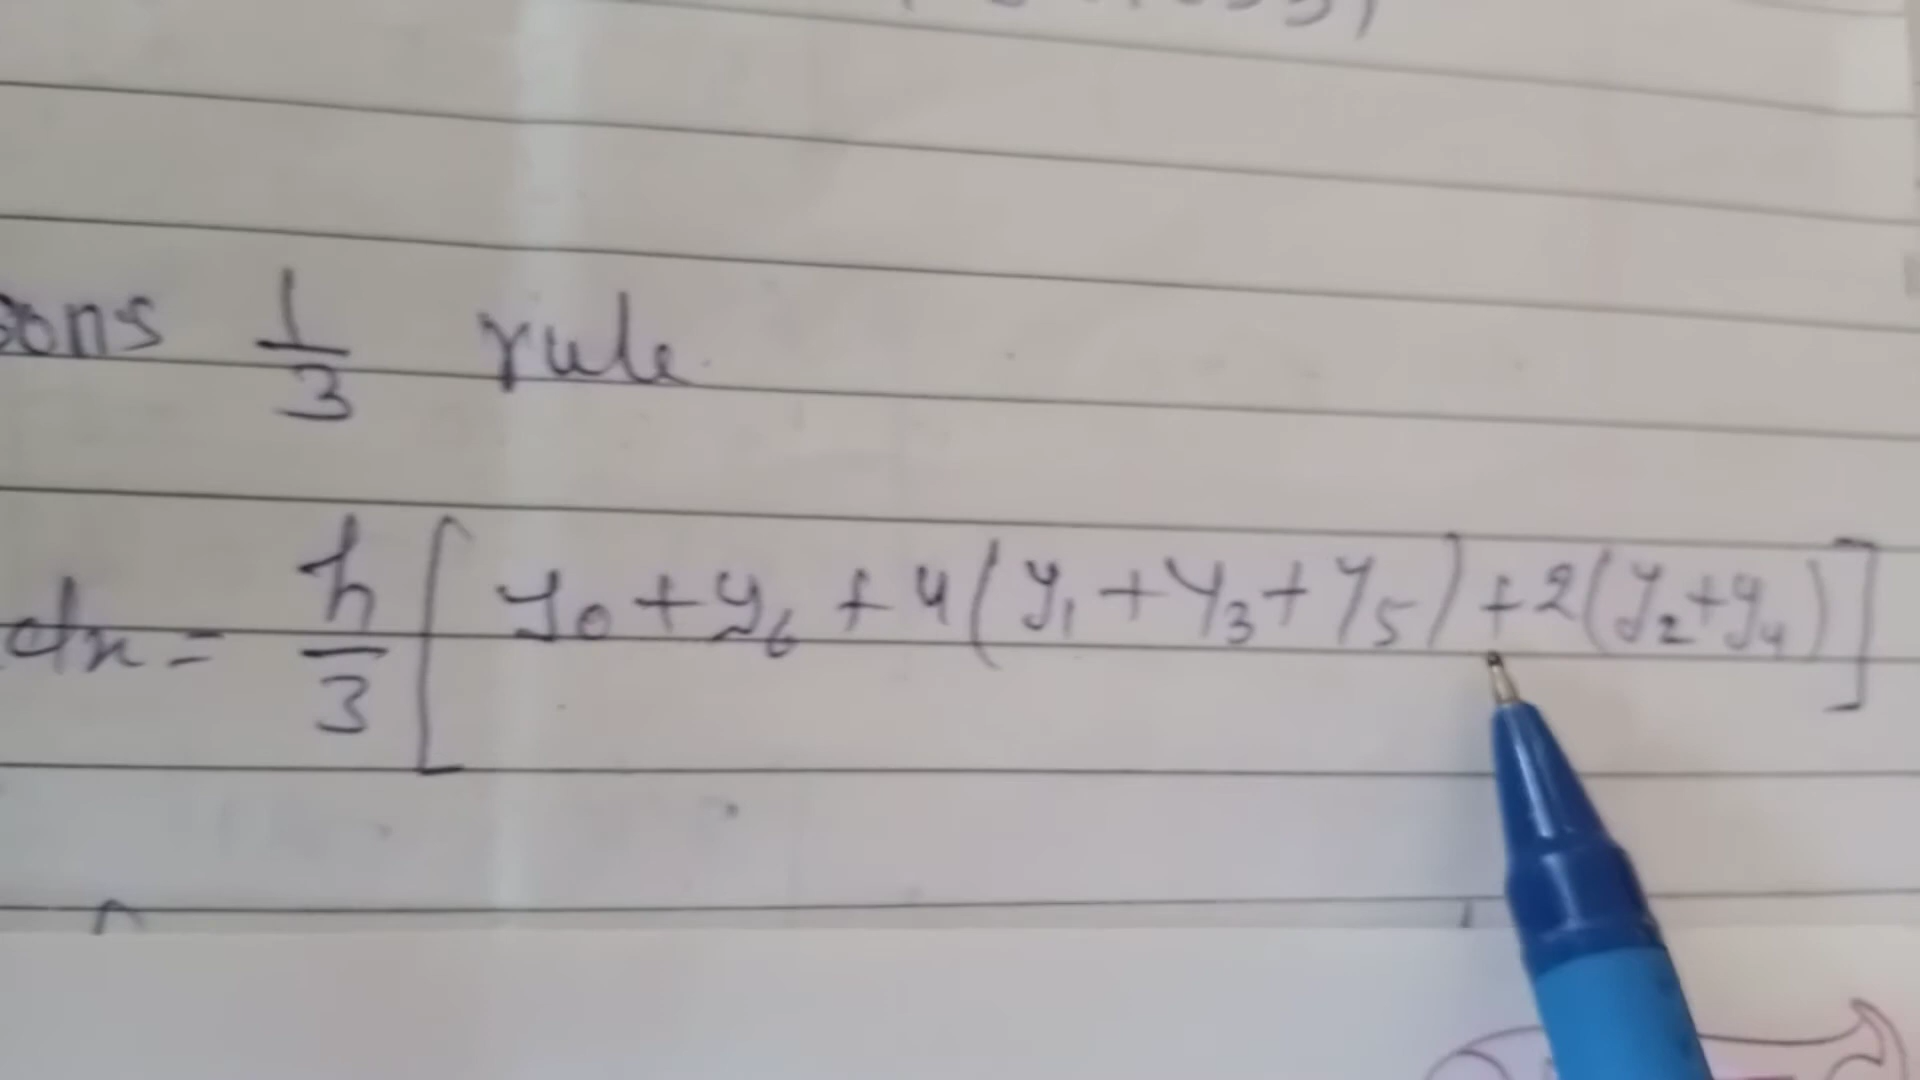 ons 1/3 rule
dx = h/3 [ y₀ + y₆ + 4 ( y₁ + y₃ + y₅ ) + 2 ( y₂ + y₄ ) ]